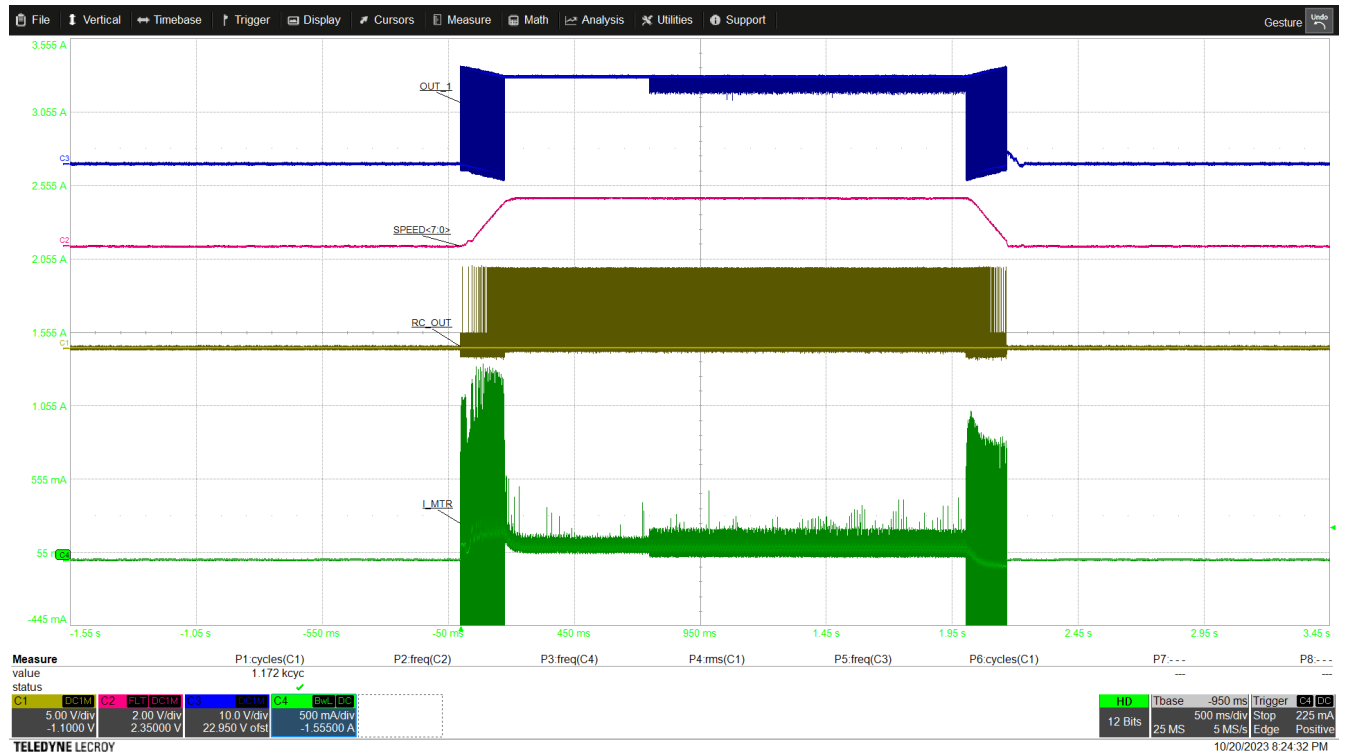 File Vertical Timebase Trigger Display Cursors Measure Math Analysis Utilities Support Gesture Undo
3.555 A
OUT_1
3.055 A
C3
2.555 A
SPEED<7:0>
C2
2.055 A
RC_OUT
1.555 A
C1
1.055 A
555 mA
I_MTR
55 m
C4
-445 mA
-1.55 s -1.05 s -550 ms -50 ms 450 ms 950 ms 1.45 s 1.95 s 2.45 s 2.95 s 3.45 s
Measure P1:cycles(C1) P2:freq(C2) P3:freq(C4) P4:rms(C1) P5:freq(C3) P6:cycles(C1) P7:- - - P8:- - -
value 1.172 kcyc --- ---
status ✔
C1 DC1M C2 FLT DC1M C3 DC1M C4 BwL DC HD Tbase -950 ms Trigger C4 DC
5.00 V/div 2.00 V/div 10.0 V/div 500 mA/div 12 Bits 500 ms/div Stop 225 mA
-1.1000 V 2.35000 V 22.950 V ofst -1.55500 A 25 MS 5 MS/s Edge Positive
TELEDYNE LECROY 10/20/2023 8:24:32 PM